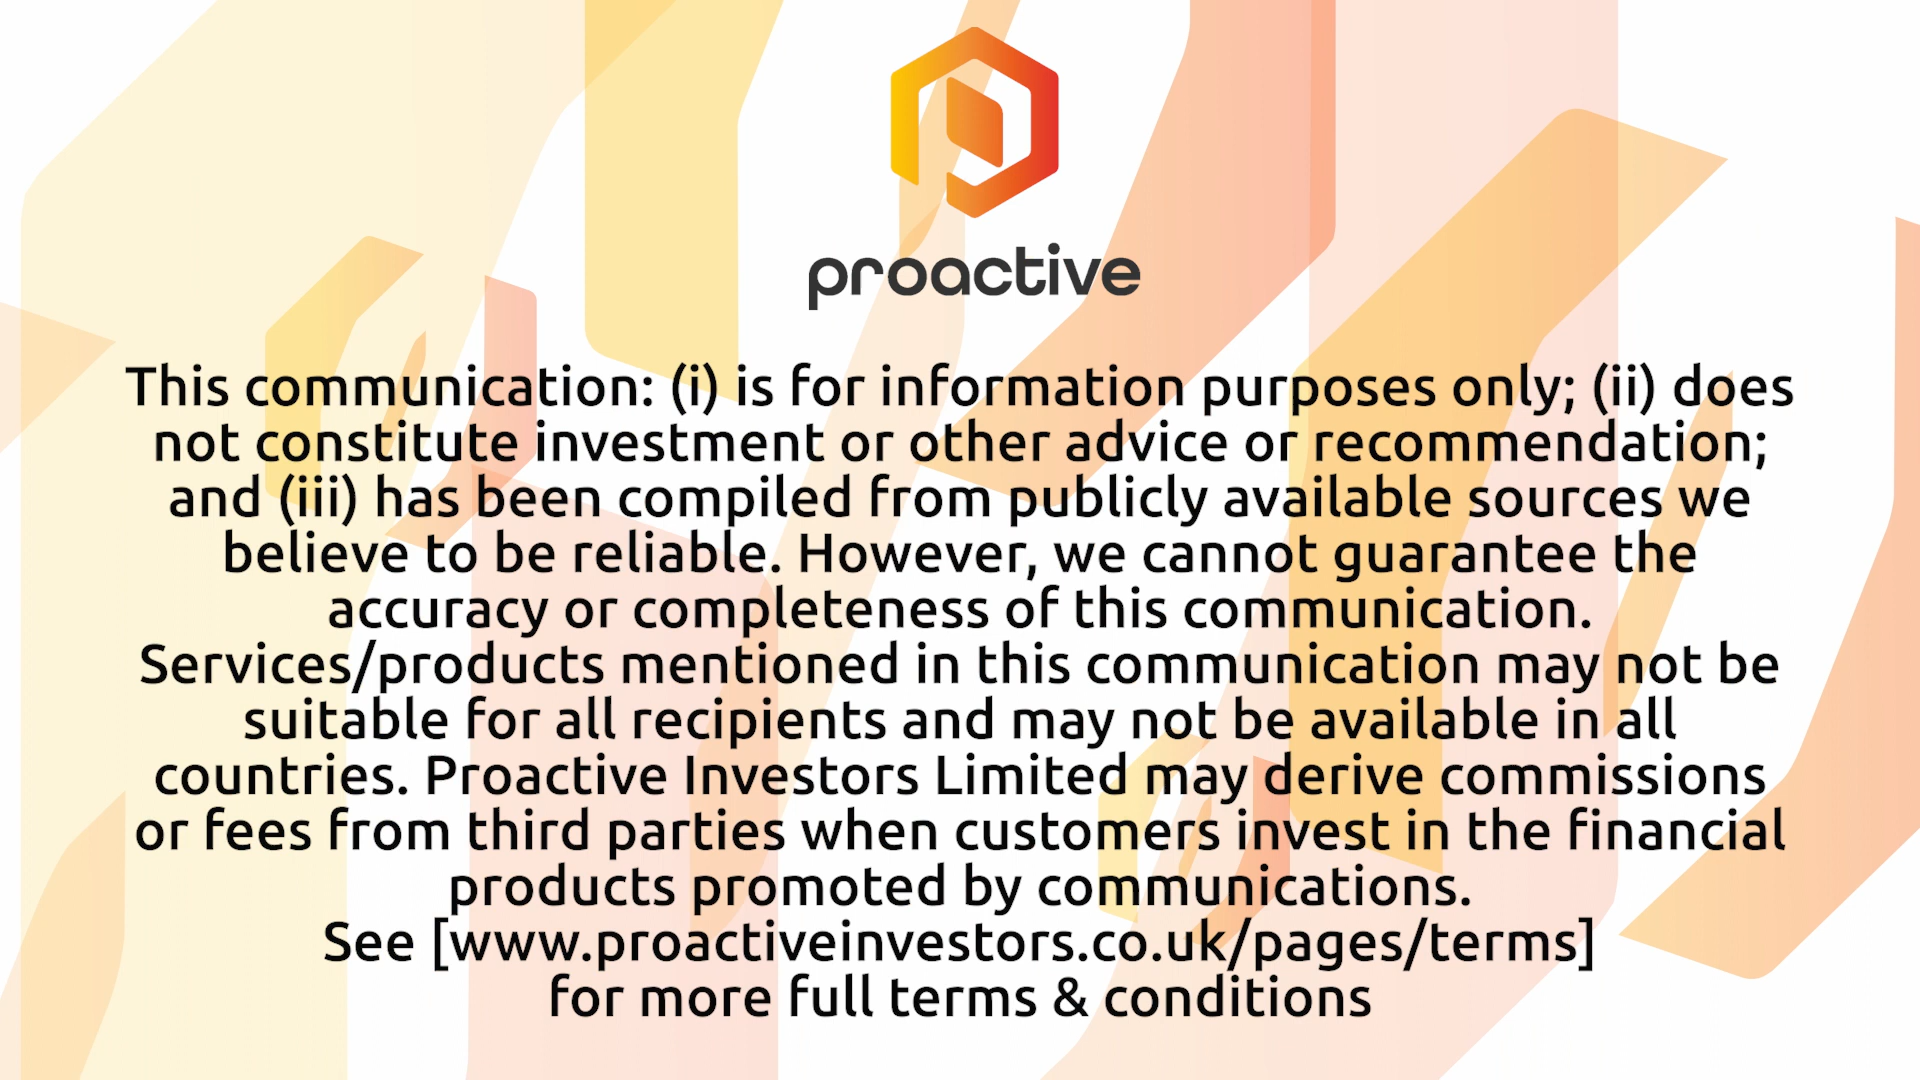 proactive
This communication: (i) is for information purposes only; (ii) does
not constitute investment or other advice or recommendation;
and (iii) has been compiled from publicly available sources we
believe to be reliable. However, we cannot guarantee the
accuracy or completeness of this communication.
Services/products mentioned in this communication may not be
suitable for all recipients and may not be available in all
countries. Proactive Investors Limited may derive commissions
or fees from third parties when customers invest in the financial
products promoted by communications.
See [www.proactiveinvestors.co.uk/pages/terms]
for more full terms & conditions